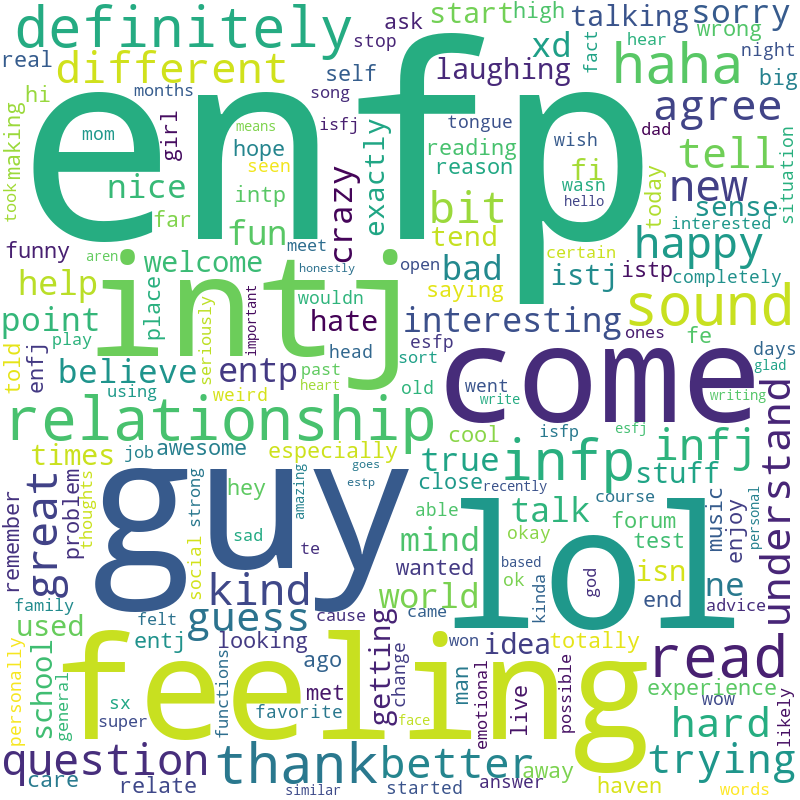 definitely
ask
start
high
talking
sorry
real
different
stop
xd
fact
wrong
hear
night
months
self
laughing
haha
big
hi
making
took
mom
girl
enfp
song
isfj
tongue
wish
dad
agree
means
seen
hope
crazy
exactly
reading
reason
fi
wasn
hello
today
tell
situation
nice
intp
new
sense
far
fun
bit
interested
funny
aren
welcome
meet
tend
certain
happy
honestly
open
bad
istj
istp
completely
help
place
intj
important
wouldn
saying
sound
point
seriously
hate
interesting
ones
play
head
esfp
fe
days
told
enfj
believe
entp
past
sort
come
glad
using
weird
heart
old
went
write
writing
relationship
cool
isfp
esfj
times
job
awesome
especially
goes
true
infp
infj
understand
estp
close
recently
stuff
great
problem
thoughts
guy
strong
hey
amazing
able
talk
course
music
enjoy
personal
remember
sad
mind
okay
lol
forum
test
te
wanted
ok
based
isn
social
kind
world
kinda
god
ne
family
used
guess
cause
came
end
advice
felt
school
entj
looking
getting
won
idea
totally
read
personally
general
feeling
functions
ago
change
man
emotional
live
possible
experience
sx
met
super
favorite
face
wow
hard
likely
question
thank
better
away
trying
care
relate
similar
started
answer
haven
words